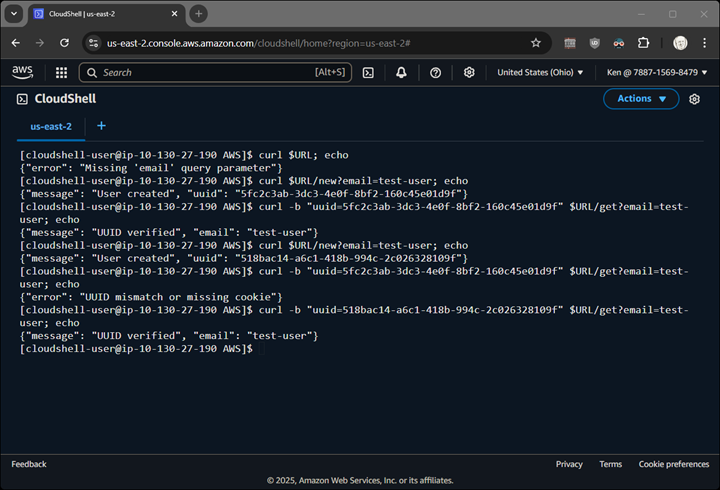 CloudShell | us-east-2
us-east-2.console.aws.amazon.com/cloudshell/home?region=us-east-2#
aws
Search
[Alt+S]
United States (Ohio)
Ken @ 7887-1569-8479
CloudShell
Actions
us-east-2
+
[cloudshell-user@ip-10-130-27-190 AWS]$ curl $URL; echo
{"error": "Missing 'email' query parameter"}
[cloudshell-user@ip-10-130-27-190 AWS]$ curl $URL/new?email=test-user; echo
{"message": "User created", "uuid": "5fc2c3ab-3dc3-4e0f-8bf2-160c45e01d9f"}
[cloudshell-user@ip-10-130-27-190 AWS]$ curl -b "uuid=5fc2c3ab-3dc3-4e0f-8bf2-160c45e01d9f" $URL/get?email=test-
user; echo
{"message": "UUID verified", "email": "test-user"}
[cloudshell-user@ip-10-130-27-190 AWS]$ curl $URL/new?email=test-user; echo
{"message": "User created", "uuid": "518bac14-a6c1-418b-994c-2c026328109f"}
[cloudshell-user@ip-10-130-27-190 AWS]$ curl -b "uuid=5fc2c3ab-3dc3-4e0f-8bf2-160c45e01d9f" $URL/get?email=test-
user; echo
{"error": "UUID mismatch or missing cookie"}
[cloudshell-user@ip-10-130-27-190 AWS]$ curl -b "uuid=518bac14-a6c1-418b-994c-2c026328109f" $URL/get?email=test-
user; echo
{"message": "UUID verified", "email": "test-user"}
[cloudshell-user@ip-10-130-27-190 AWS]$
Feedback
Privacy
Terms
Cookie preferences
© 2025, Amazon Web Services, Inc. or its affiliates.